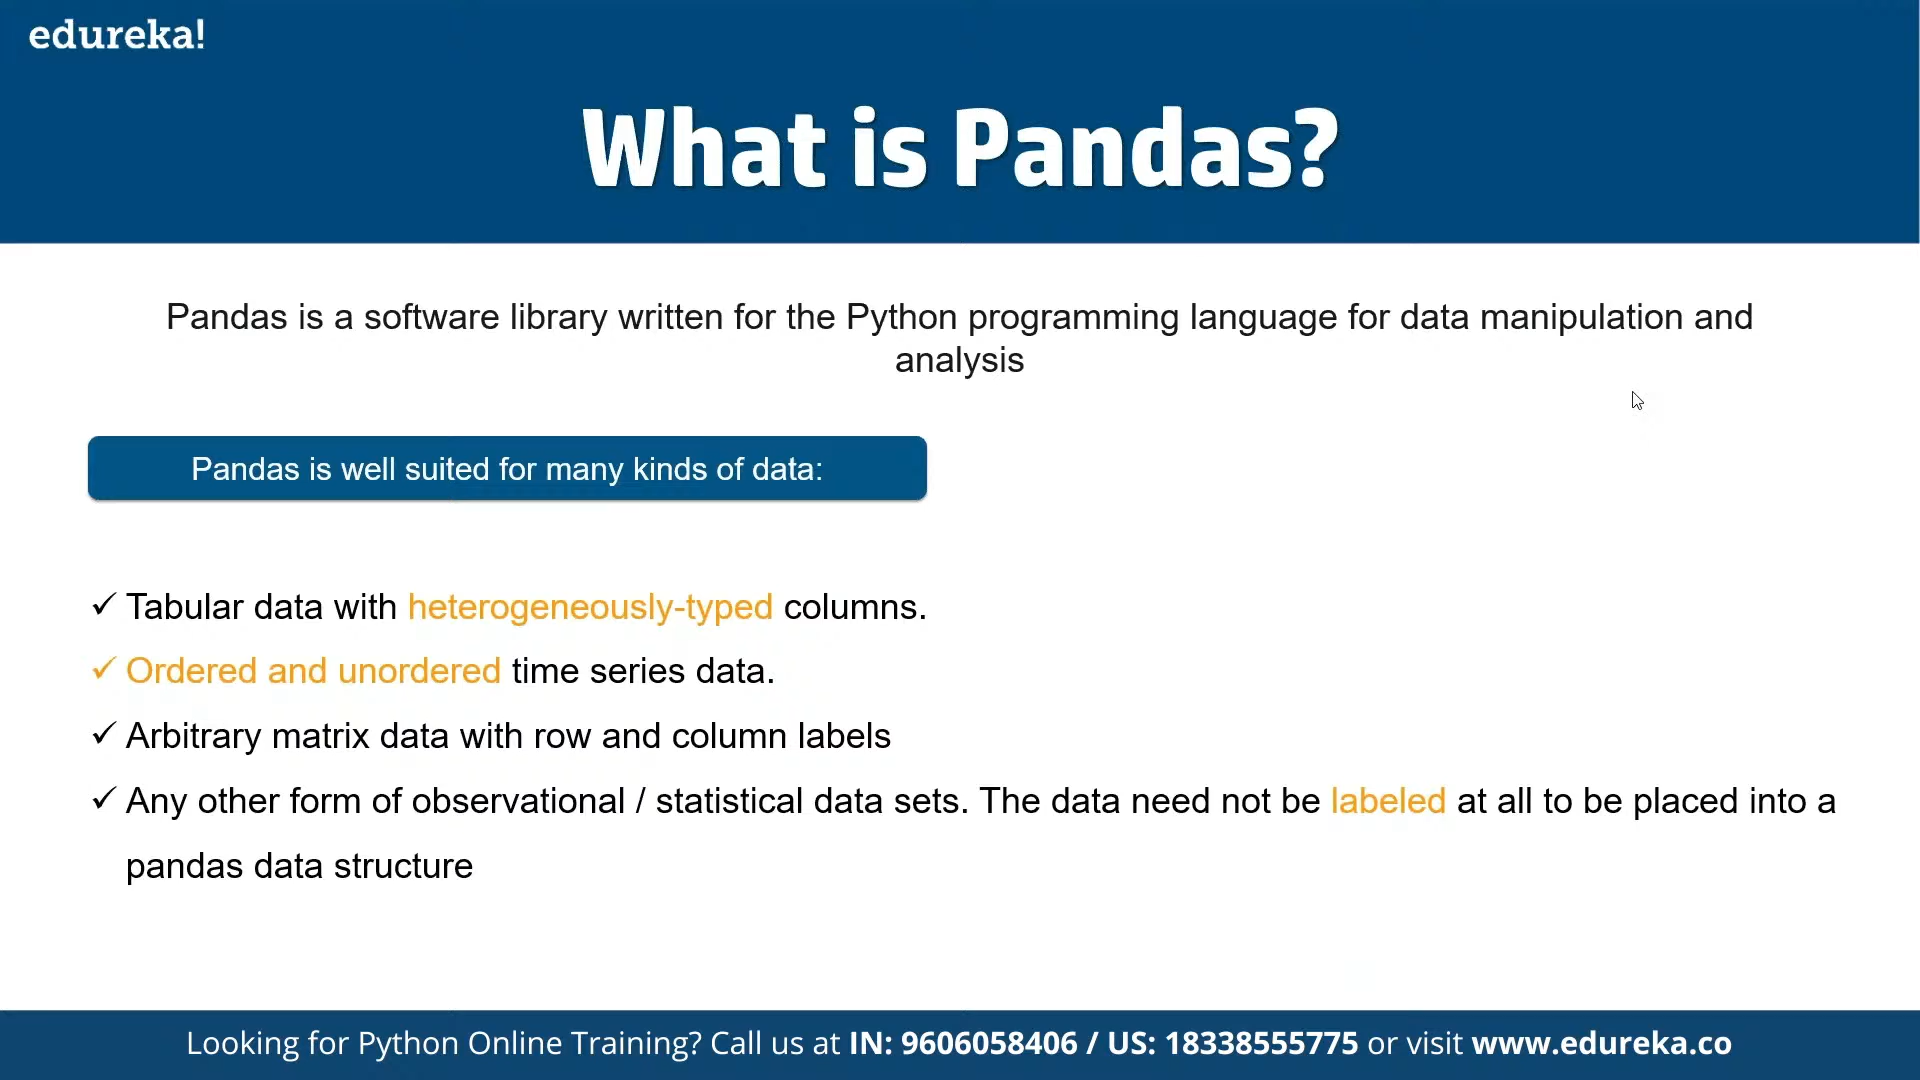 edureka!
What is Pandas?
Pandas is a software library written for the Python programming language for data manipulation and
analysis
Pandas is well suited for many kinds of data:
✓ Tabular data with heterogeneously-typed columns.
✓ Ordered and unordered time series data.
✓ Arbitrary matrix data with row and column labels
✓ Any other form of observational / statistical data sets. The data need not be labeled at all to be placed into a
pandas data structure
Looking for Python Online Training? Call us at IN: 9606058406 / US: 18338555775 or visit www.edureka.co